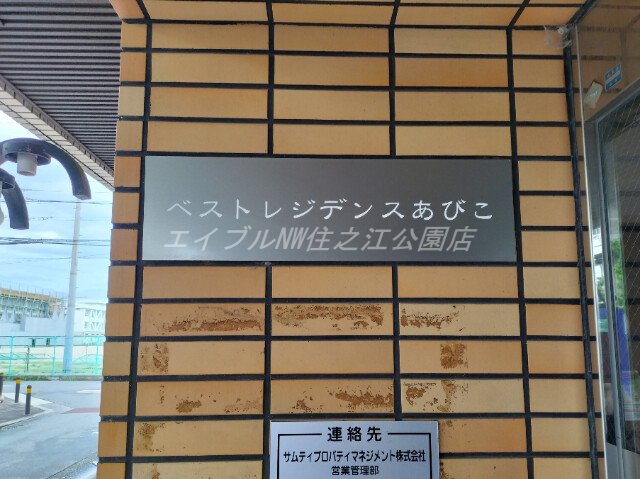 ベストレジデンスあびこ
エイブルNW住之江公園店
連絡先
サムティプロパティマネジメント株式会社
営業管理部